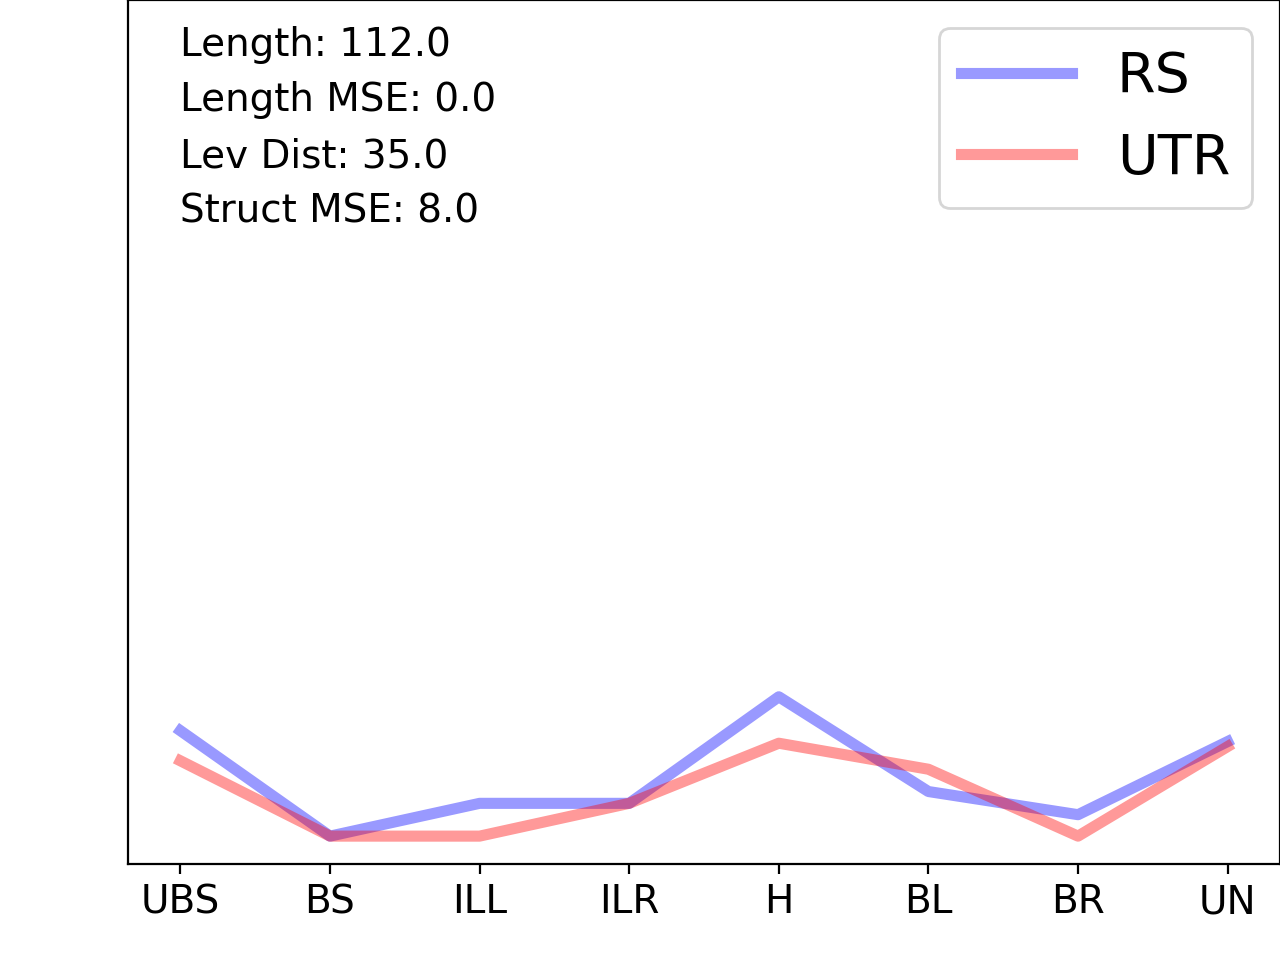 Length: 112.0
Length MSE: 0.0
Lev Dist: 35.0
Struct MSE: 8.0
RS
UTR
UBS BS ILL ILR H BL BR UN